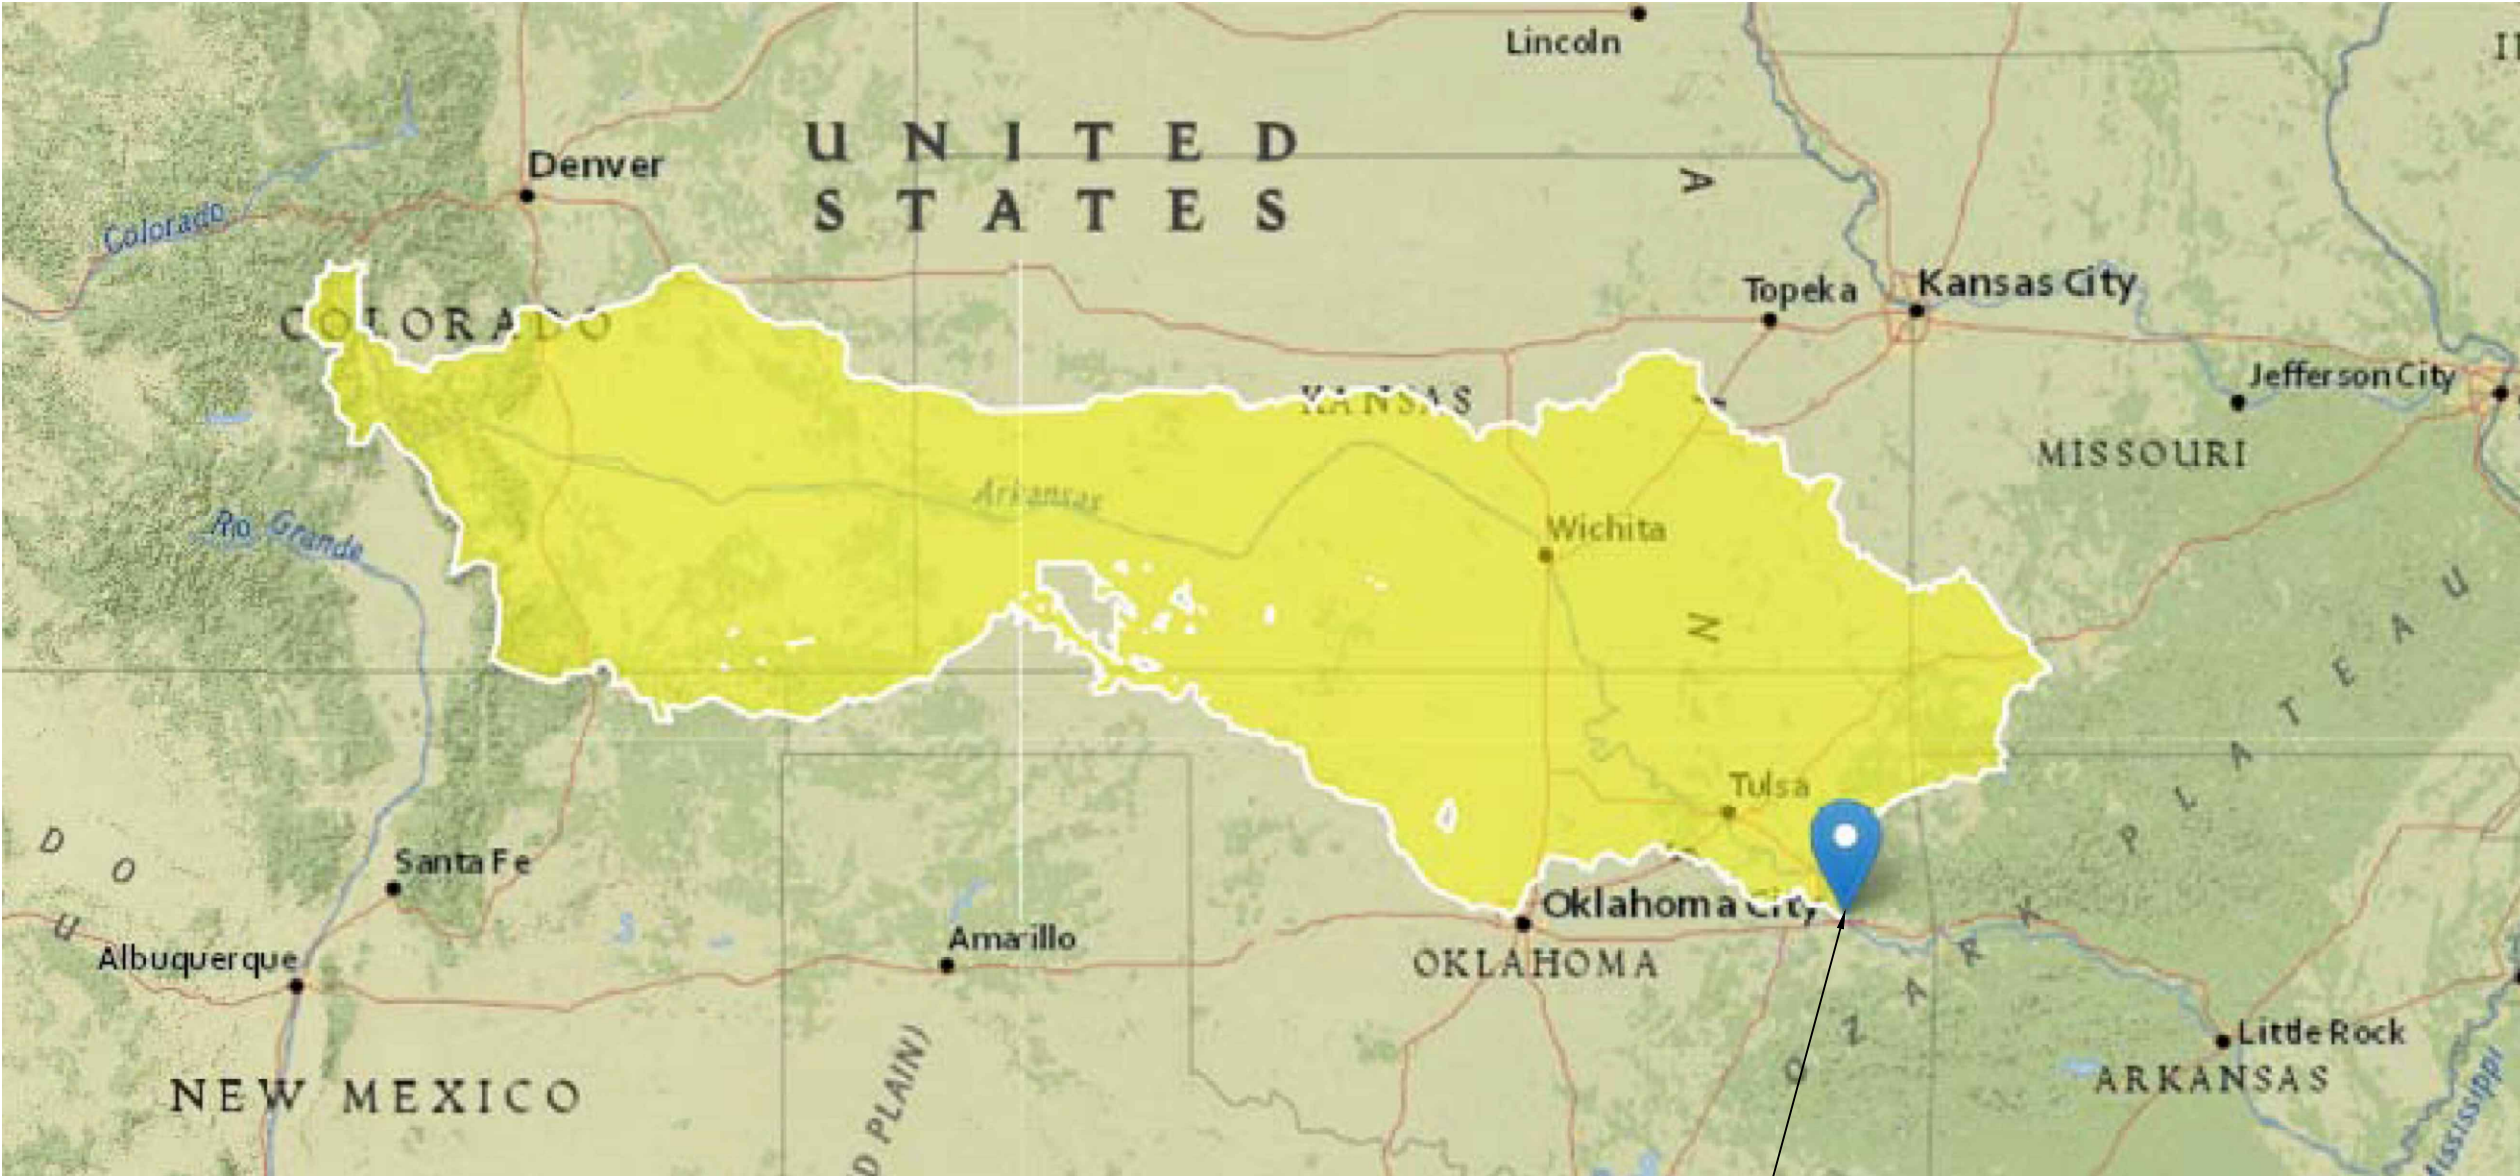 Lincoln
UNITED
STATES
Denver
Colorado
Topeka
Kansas City
COLORADO
KANSAS
Jefferson City
MISSOURI
Arkansas
Rio Grande
Wichita
Tulsa
Santa Fe
Oklahoma City
Albuquerque
Amarillo
OKLAHOMA
OZARK PLATEAU
Little Rock
ARKANSAS
NEW MEXICO
D PLAIN)
Mississippi